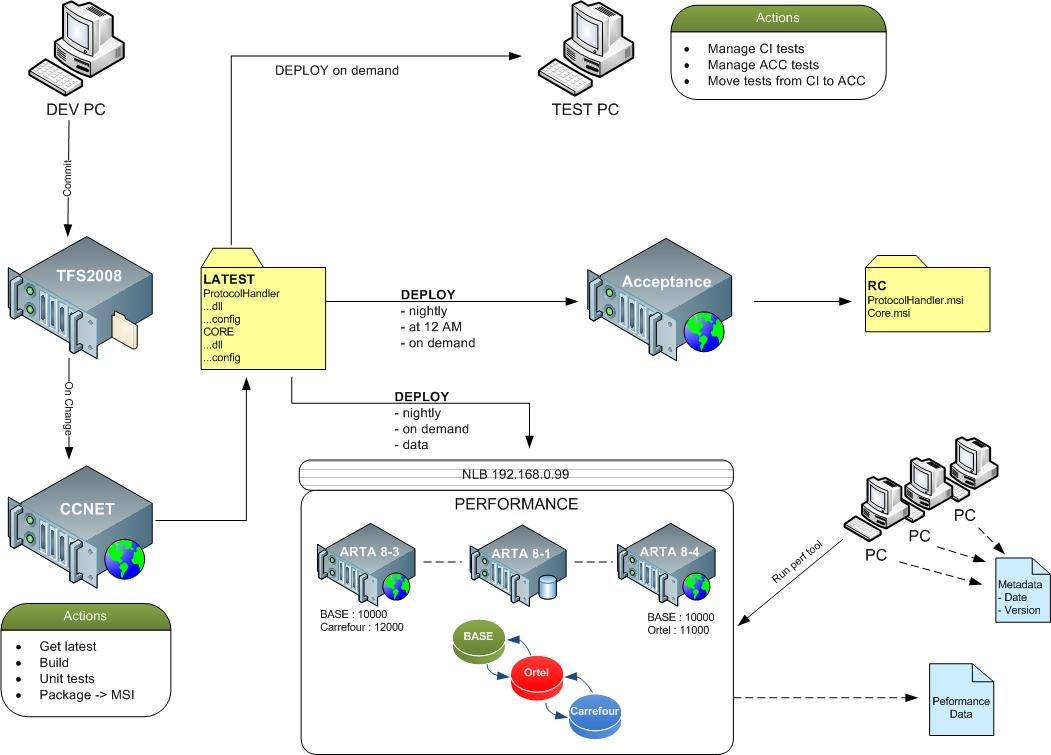 DEV PC
DEPLOY on demand
TEST PC
Actions
• Manage CI tests
• Manage ACC tests
• Move tests from CI to ACC
Commit
TFS2008
LATEST
ProtocolHandler
...dll
...config
CORE
...dll
...config
DEPLOY
- nightly
- at 12 AM
- on demand
Acceptance
RC
ProtocolHandler.msi
Core.msi
On Change
DEPLOY
- nightly
- on demand
- data
CCNET
Actions
• Get latest
• Build
• Unit tests
• Package -> MSI
NLB 192.168.0.99
PERFORMANCE
ARTA 8-3
ARTA 8-1
ARTA 8-4
BASE : 10000
Carrefour : 12000
BASE : 10000
Ortel : 11000
BASE
Ortel
Carrefour
PC
PC
PC
Run perf tool
Metadata
- Date
- Version
Peformance
Data